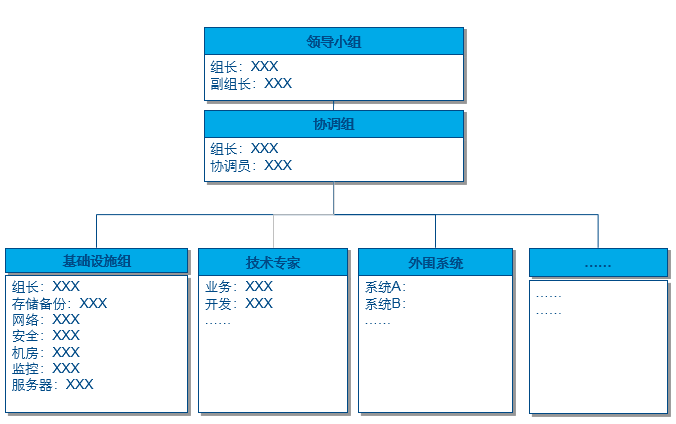 领导小组
组长：XXX
副组长：XXX
协调组
组长：XXX
协调员：XXX
基础设施组
组长：XXX
存储备份：XXX
网络：XXX
安全：XXX
机房：XXX
监控：XXX
服务器：XXX
技术专家
业务：XXX
开发：XXX
……
外围系统
系统A：
系统B：
……
……
……
……